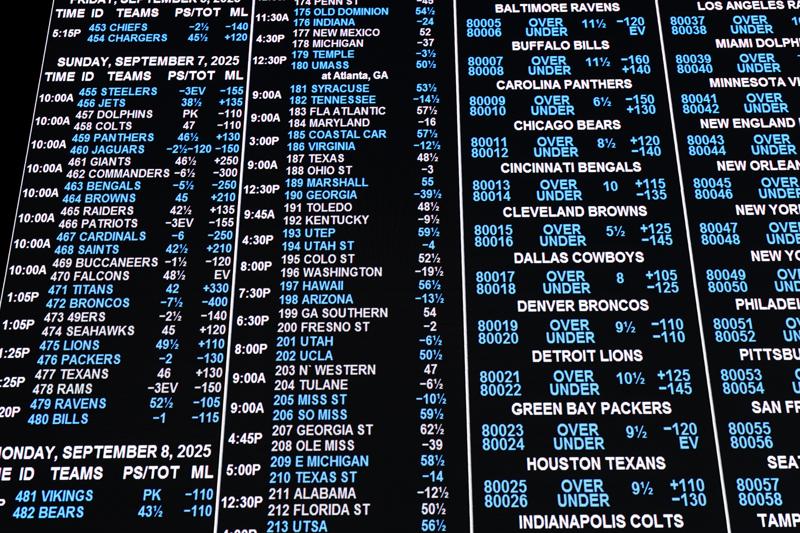 FRIDAY, SEPTEMBER 5, 2025
TIME ID TEAMS PS/TOT ML
5:15P 453 CHIEFS -2½ -140
454 CHARGERS 45½ +120
SUNDAY, SEPTEMBER 7, 2025
TIME ID TEAMS PS/TOT ML
10:00A 455 STEELERS -3EV -155
456 JETS 38½ +135
10:00A 457 DOLPHINS PK -110
458 COLTS 47 -110
10:00A 459 PANTHERS 46½ +130
460 JAGUARS -2½-120 -150
10:00A 461 GIANTS 46½ +250
462 COMMANDERS -6½ -300
10:00A 463 BENGALS -5½ -250
464 BROWNS 45 +210
10:00A 465 RAIDERS 42½ +135
466 PATRIOTS -3EV -155
10:00A 467 CARDINALS -6 -250
468 SAINTS 42½ +210
10:00A 469 BUCCANEERS -1½ -120
470 FALCONS 48½ EV
1:05P 471 TITANS 42 +330
472 BRONCOS -7½ -400
1:05P 473 49ERS -2½ -140
474 SEAHAWKS 45 +120
1:25P 475 LIONS 49½ +110
476 PACKERS -2 -130
:25P 477 TEXANS 46 +130
478 RAMS -3EV -150
20P 479 RAVENS 52½ -105
480 BILLS -1 -115
MONDAY, SEPTEMBER 8, 2025
ME ID TEAMS PS/TOT ML
P 481 VIKINGS PK -110
482 BEARS 43½ -110
174 PENN ST -45
11:30A 175 OLD DOMINION 54½
176 INDIANA -24
4:30P 177 NEW MEXICO 52
178 MICHIGAN -37
12:30P 179 TEMPLE -3½
180 UMASS 50½
at Atlanta, GA
9:00A 181 SYRACUSE 53½
182 TENNESSEE -14½
9:00A 183 FLA ATLANTIC 57½
184 MARYLAND -16
3:00P 185 COASTAL CAR 57½
186 VIRGINIA -12½
9:00A 187 TEXAS 48½
188 OHIO ST -3
12:30P 189 MARSHALL 55
190 GEORGIA -39½
9:45A 191 TOLEDO 48½
192 KENTUCKY -9½
4:30P 193 UTEP 59½
194 UTAH ST -4
8:00P 195 COLO ST 52½
196 WASHINGTON -19½
7:30P 197 HAWAII 56½
198 ARIZONA -13½
6:30P 199 GA SOUTHERN 54
200 FRESNO ST -2
8:00P 201 UTAH -6½
202 UCLA 50½
9:00A 203 N` WESTERN 47
204 TULANE -6½
9:00A 205 MISS ST -10½
206 SO MISS 59½
4:45P 207 GEORGIA ST 62½
208 OLE MISS -39
5:00P 209 E MICHIGAN 58½
210 TEXAS ST -14
12:30P 211 ALABAMA -12½
212 FLORIDA ST 50½
213 UTSA 56½
BALTIMORE RAVENS
80005 OVER 11½ -120
80006 UNDER EV
BUFFALO BILLS
80007 OVER 11½ -160
80008 UNDER +140
CAROLINA PANTHERS
80009 OVER 6½ -150
80010 UNDER +130
CHICAGO BEARS
80011 OVER 8½ +120
80012 UNDER -140
CINCINNATI BENGALS
80013 OVER 10 +115
80014 UNDER -135
CLEVELAND BROWNS
80015 OVER 5½ +125
80016 UNDER -145
DALLAS COWBOYS
80017 OVER 8 +105
80018 UNDER -125
DENVER BRONCOS
80019 OVER 9½ -110
80020 UNDER -110
DETROIT LIONS
80021 OVER 10½ +125
80022 UNDER -145
GREEN BAY PACKERS
80023 OVER 9½ -120
80024 UNDER EV
HOUSTON TEXANS
80025 OVER 9½ +110
80026 UNDER -130
INDIANAPOLIS COLTS
LOS ANGELES RA
80037 OVER
80038 UNDER
MIAMI DOLPH
80039 OVER
80040 UNDER
MINNESOTA V
80041 OVER
80042 UNDER
NEW ENGLAND
80043 OVER
80044 UNDER
NEW ORLEAN
80045 OVER
80046 UNDER
NEW YOR
80047 OVER
80048 UNDER
NEW YO
80049 OVER
80050 UNDER
PHILADEL
80051 OVER
80052 UNDER
PITTSBU
80053 OVER
80054 UNDER
SAN FR
80055
80056
SEAT
80057
80058
TAMP